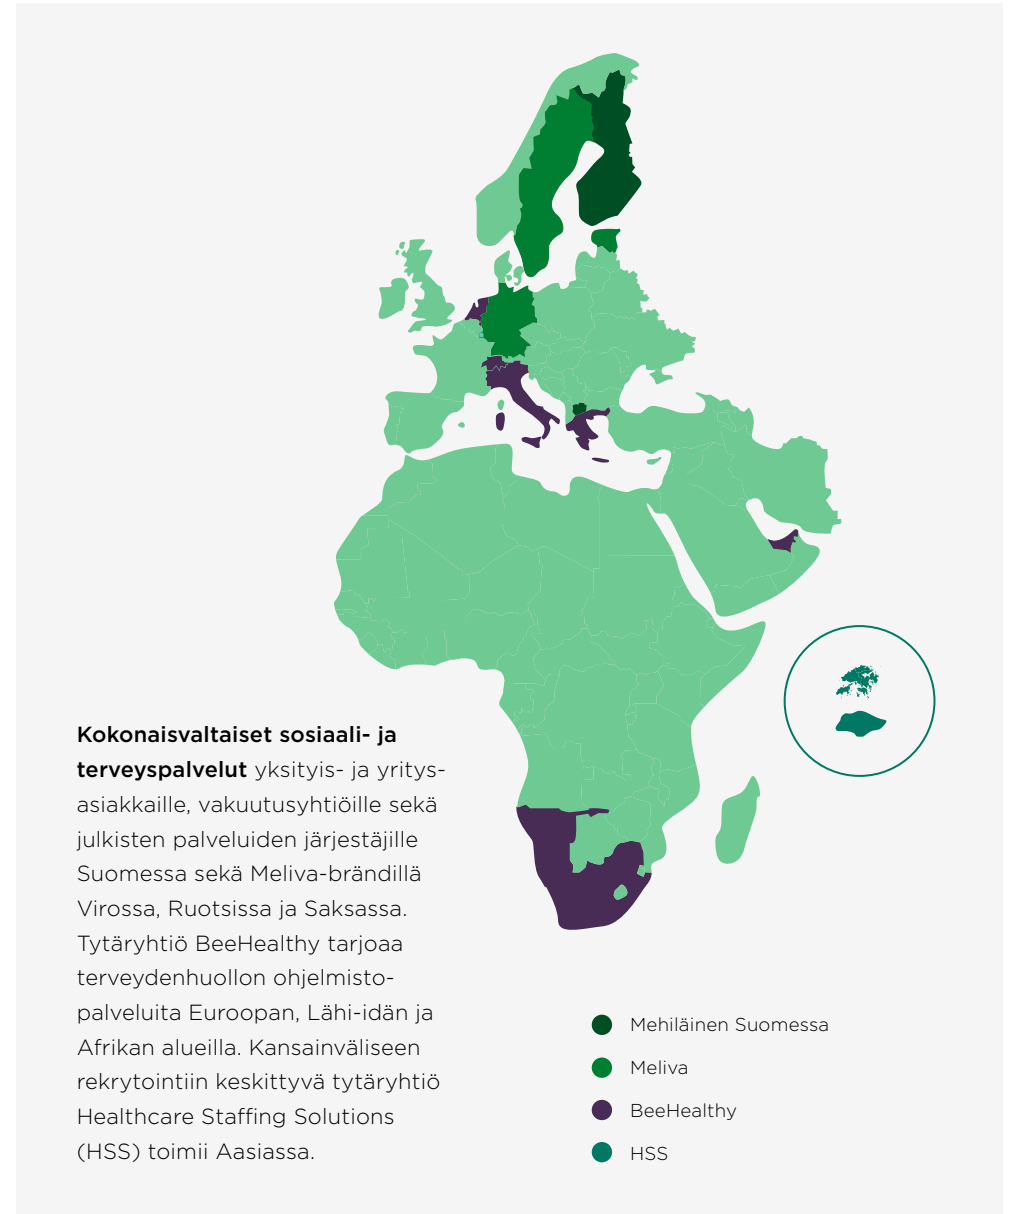 Kokonaisvaltaiset sosiaali- ja
terveyspalvelut yksityis- ja yritys-
asiakkaille, vakuutusyhtiöille sekä
julkisten palveluiden järjestäjille
Suomessa sekä Meliva-brändillä
Virossa, Ruotsissa ja Saksassa.
Tytäryhtiö BeeHealthy tarjoaa
terveydenhuollon ohjelmisto-
palveluita Euroopan, Lähi-idän ja
Afrikan alueilla. Kansainväliseen
rekrytointiin keskittyvä tytäryhtiö
Healthcare Staffing Solutions
(HSS) toimii Aasiassa.
Mehiläinen Suomessa
Meliva
BeeHealthy
HSS